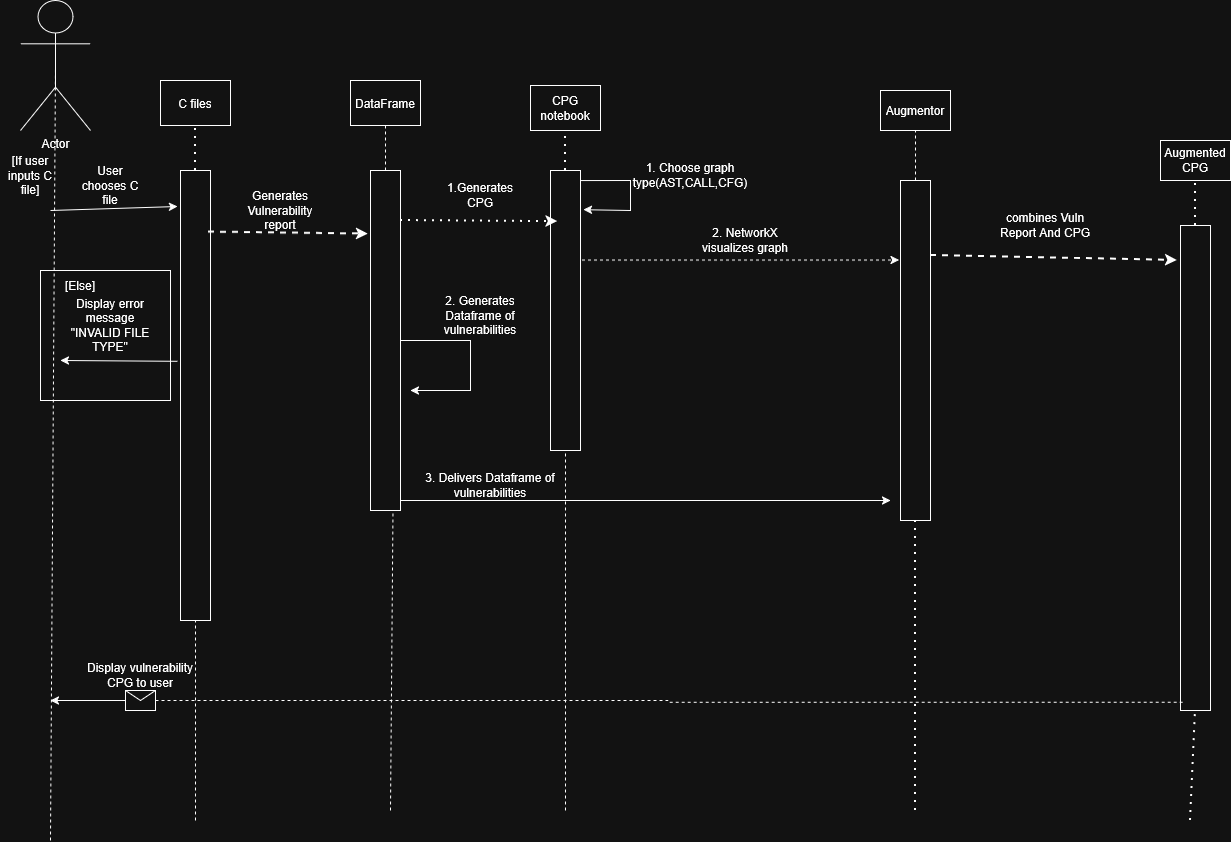 C files
DataFrame
CPG
notebook
Augmentor
Actor
Augmented
CPG
[If user
inputs C
file]
User
chooses C
file
Generates
Vulnerability
report
1.Generates
CPG
1. Choose graph
type(AST,CALL,CFG)
2. NetworkX
visualizes graph
combines Vuln
Report And CPG
[Else]
Display error
message
"INVALID FILE
TYPE"
2. Generates
Dataframe of
vulnerabilities
3. Delivers Dataframe of
vulnerabilities
Display vulnerability
CPG to user